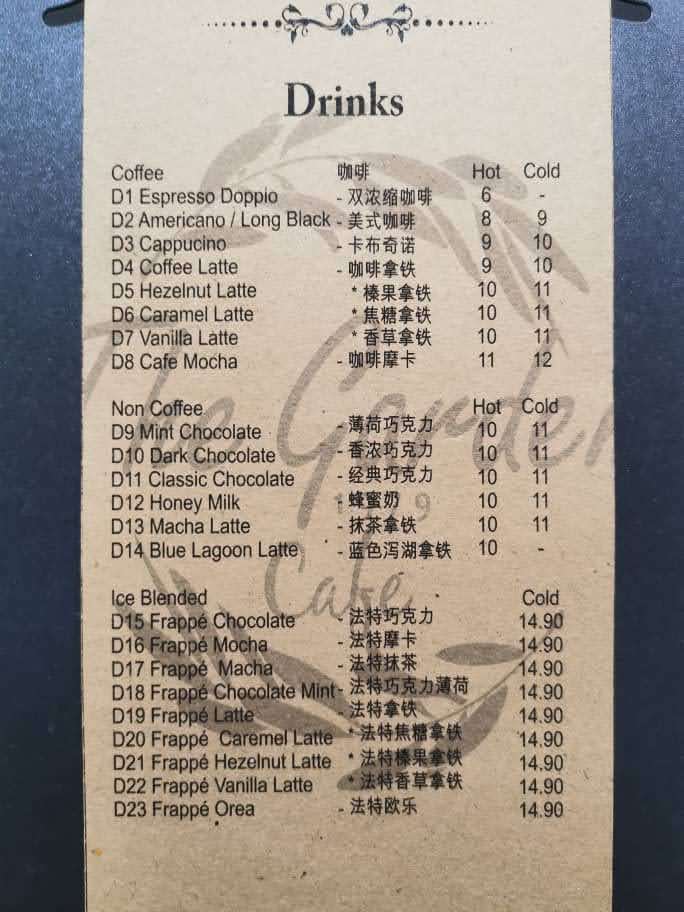 Drinks
Coffee 咖啡 Hot Cold
D1 Espresso Doppio - 双浓缩咖啡 6 -
D2 Americano / Long Black - 美式咖啡 8 9
D3 Cappucino - 卡布奇诺 9 10
D4 Coffee Latte - 咖啡拿铁 9 10
D5 Hezelnut Latte * 榛果拿铁 10 11
D6 Caramel Latte * 焦糖拿铁 10 11
D7 Vanilla Latte * 香草拿铁 10 11
D8 Cafe Mocha - 咖啡摩卡 11 12
The Garden
Non Coffee Hot Cold
D9 Mint Chocolate - 薄荷巧克力 10 11
D10 Dark Chocolate - 香浓巧克力 10 11
D11 Classic Chocolate - 经典巧克力 10 11
D12 Honey Milk - 蜂蜜奶 10 11
D13 Macha Latte - 抹茶拿铁 10 11
D14 Blue Lagoon Latte - 蓝色泻湖拿铁 10 -
Cake
Ice Blended Cold
D15 Frappé Chocolate - 法特巧克力 14.90
D16 Frappé Mocha - 法特摩卡 14.90
D17 Frappé Macha - 法特抹茶 14.90
D18 Frappé Chocolate Mint - 法特巧克力薄荷 14.90
D19 Frappé Latte - 法特拿铁 14.90
D20 Frappé Caremel Latte * 法特焦糖拿铁 14.90
D21 Frappé Hezelnut Latte * 法特榛果拿铁 14.90
D22 Frappé Vanilla Latte * 法特香草拿铁 14.90
D23 Frappé Orea - 法特欧乐 14.90